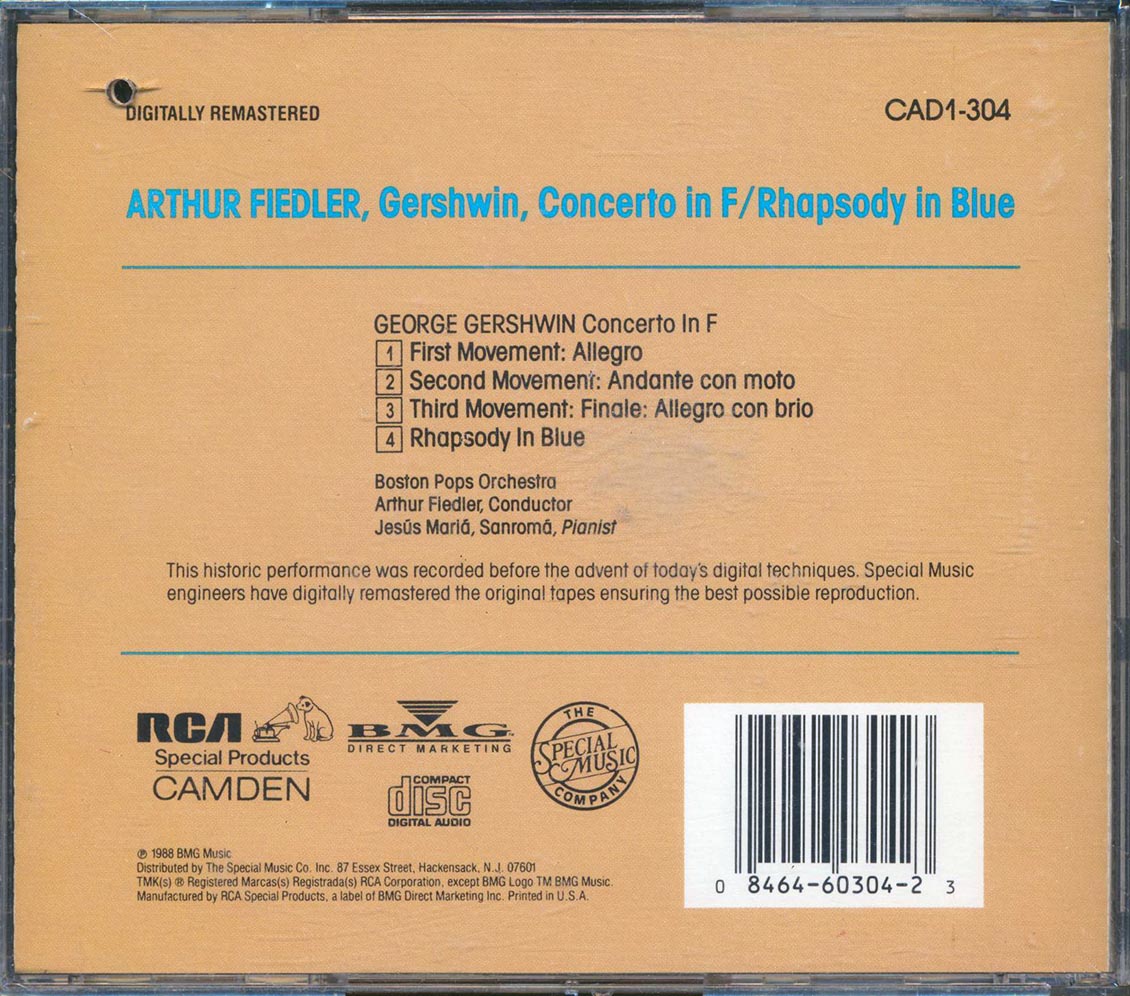 DIGITALLY REMASTERED
CAD1-304
ARTHUR FIEDLER, Gershwin, Concerto in F/Rhapsody in Blue
GEORGE GERSHWIN Concerto In F
1 First Movement: Allegro
2 Second Movement: Andante con moto
3 Third Movement: Finale: Allegro con brio
4 Rhapsody In Blue
Boston Pops Orchestra
Arthur Fiedler, Conductor
Jesús Mariá, Sanromá, Pianist
This historic performance was recorded before the advent of today's digital techniques. Special Music
engineers have digitally remastered the original tapes ensuring the best possible reproduction.
RCA
Special Products
CAMDEN
BMG
DIRECT MARKETING
COMPACT
disc
DIGITAL AUDIO
THE
SPECIAL
MUSIC
COMPANY
℗ 1988 BMG Music
Distributed by The Special Music Co. Inc. 87 Essex Street, Hackensack, N.J. 07601
TMK(s) ® Registered Marcas(s) Registrada(s) RCA Corporation, except BMG Logo TM BMG Music.
Manufactured by RCA Special Products, a label of BMG Direct Marketing Inc. Printed in U.S.A.
0 8464-60304-2 3